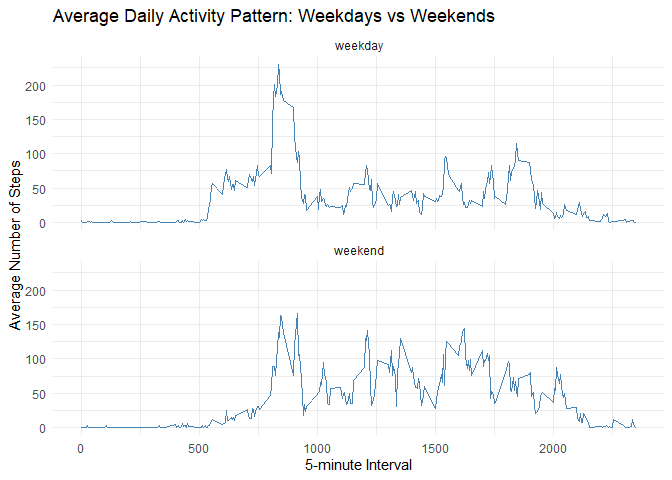 Average Daily Activity Pattern: Weekdays vs Weekends
weekday
200
150
100
50
0
Average Number of Steps
weekend
200
150
100
50
0
0 500 1000 1500 2000
5-minute Interval